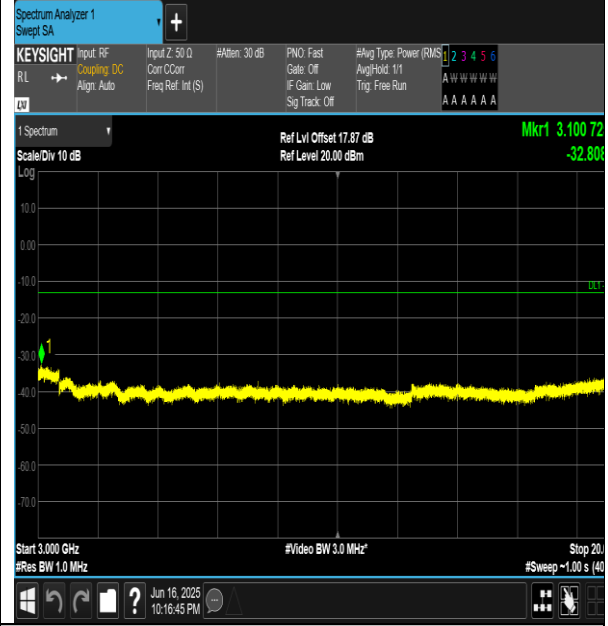 Spectrum Analyzer 1
Swept SA
+
KEYSIGHT
RL
LXI
Input: RF
Coupling: DC
Align: Auto
Input Z: 50 Ω
Corr CCorr
Freq Ref: Int (S)
#Atten: 30 dB
PNO: Fast
Gate: Off
IF Gain: Low
Sig Track: Off
#Avg Type: Power (RMS
Avg|Hold: 1/1
Trig: Free Run
1 2 3 4 5 6
A W W W W W
A A A A A A
1 Spectrum
Scale/Div 10 dB
Log
Ref Lvl Offset 17.87 dB
Ref Level 20.00 dBm
Mkr1 3.100 72
-32.808
10.0
0.00
-10.0
DL1
-20.0
-30.0
1
-40.0
-50.0
-60.0
-70.0
Start 3.000 GHz
#Res BW 1.0 MHz
#Video BW 3.0 MHz*
Stop 20.
#Sweep ~1.00 s (40
?
Jun 16, 2025
10:16:45 PM